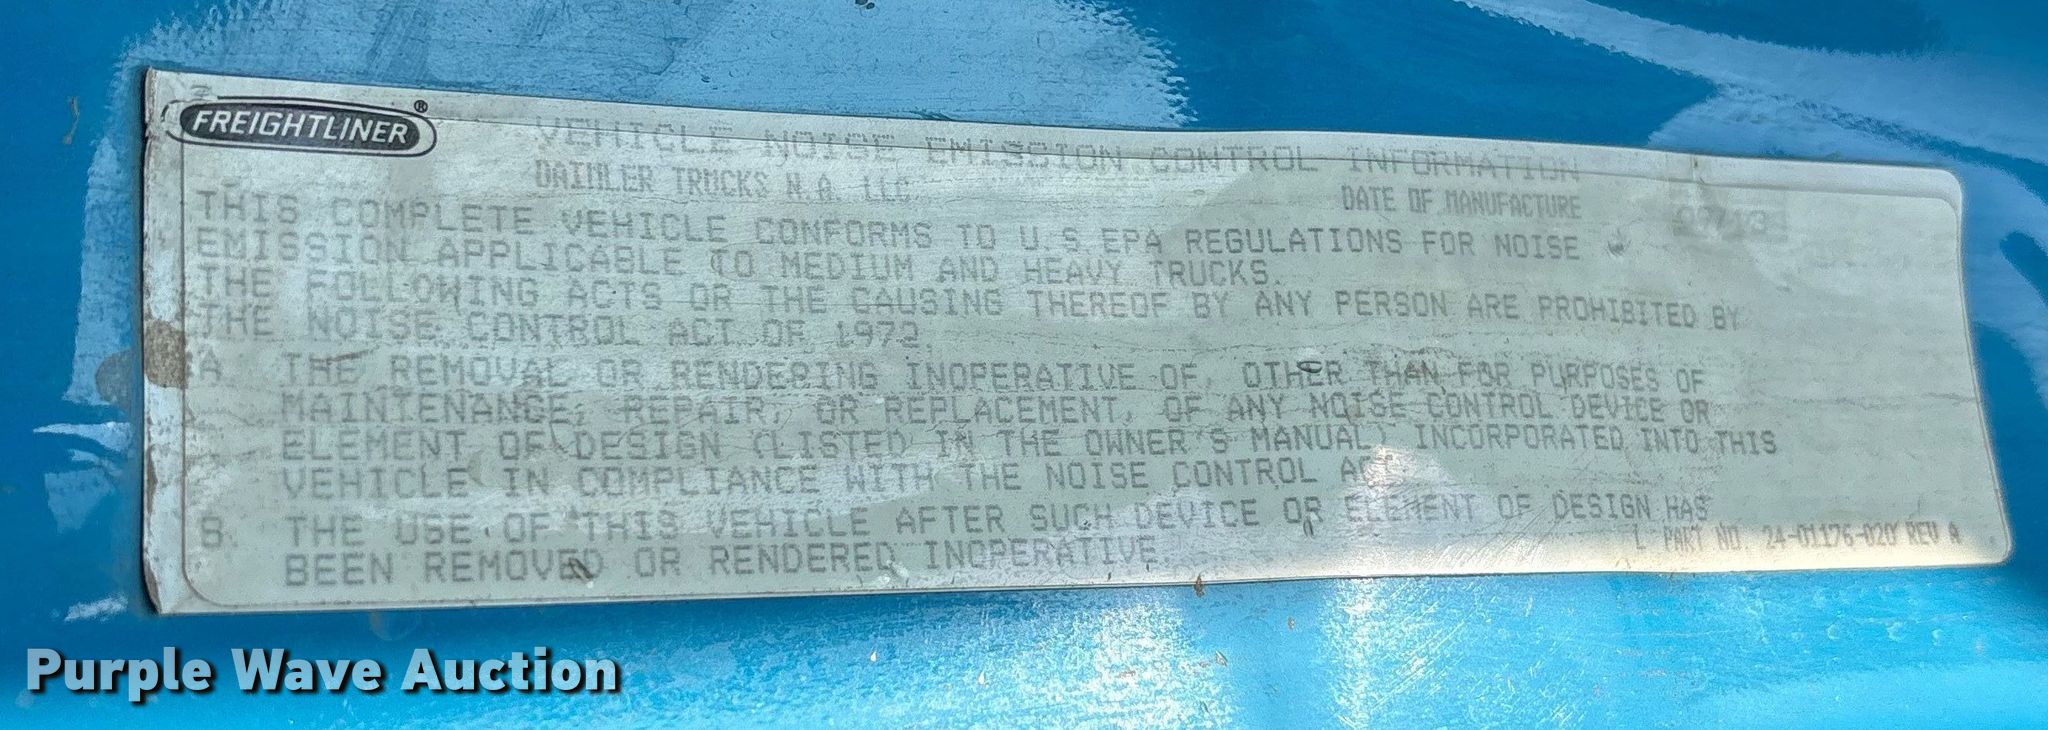 FREIGHTLINER®
VEHICLE NOISE EMISSION CONTROL INFORMATION
DAIMLER TRUCKS N.A. LLC
DATE OF MANUFACTURE
THIS COMPLETE VEHICLE CONFORMS TO U.S EPA REGULATIONS FOR NOISE
EMISSION APPLICABLE TO MEDIUM AND HEAVY TRUCKS.
THE FOLLOWING ACTS OR THE CAUSING THEREOF BY ANY PERSON ARE PROHIBITED BY
THE NOISE CONTROL ACT OF 1972
A THE REMOVAL OR RENDERING INOPERATIVE OF, OTHER THAN FOR PURPOSES OF
MAINTENANCE, REPAIR, OR REPLACEMENT, OF ANY NOISE CONTROL DEVICE OR
ELEMENT OF DESIGN (LISTED IN THE OWNER'S MANUAL) INCORPORATED INTO THIS
VEHICLE IN COMPLIANCE WITH THE NOISE CONTROL ACT.
B. THE USE OF THIS VEHICLE AFTER SUCH DEVICE OR ELEMENT OF DESIGN HAS
BEEN REMOVED OR RENDERED INOPERATIVE.
PART NO. 24-01176-020 REV A
Purple Wave Auction